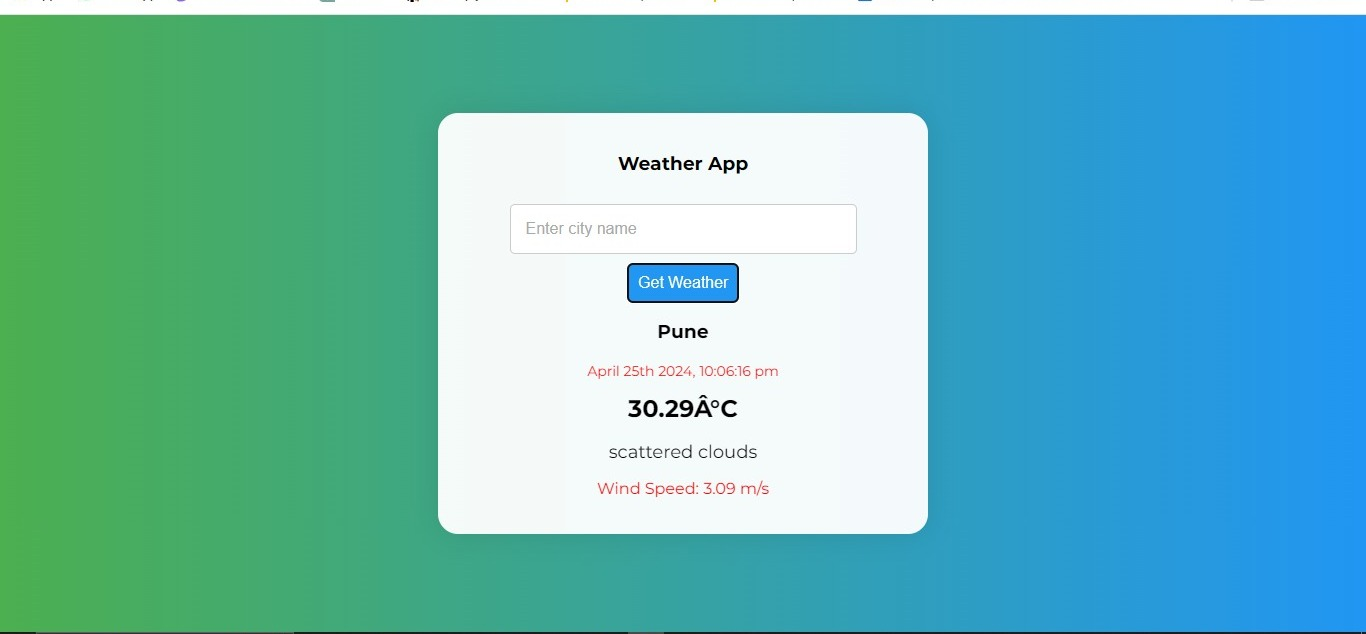 Weather App
Enter city name
Get Weather
Pune
April 25th 2024, 10:06:16 pm
30.29Â°C
scattered clouds
Wind Speed: 3.09 m/s